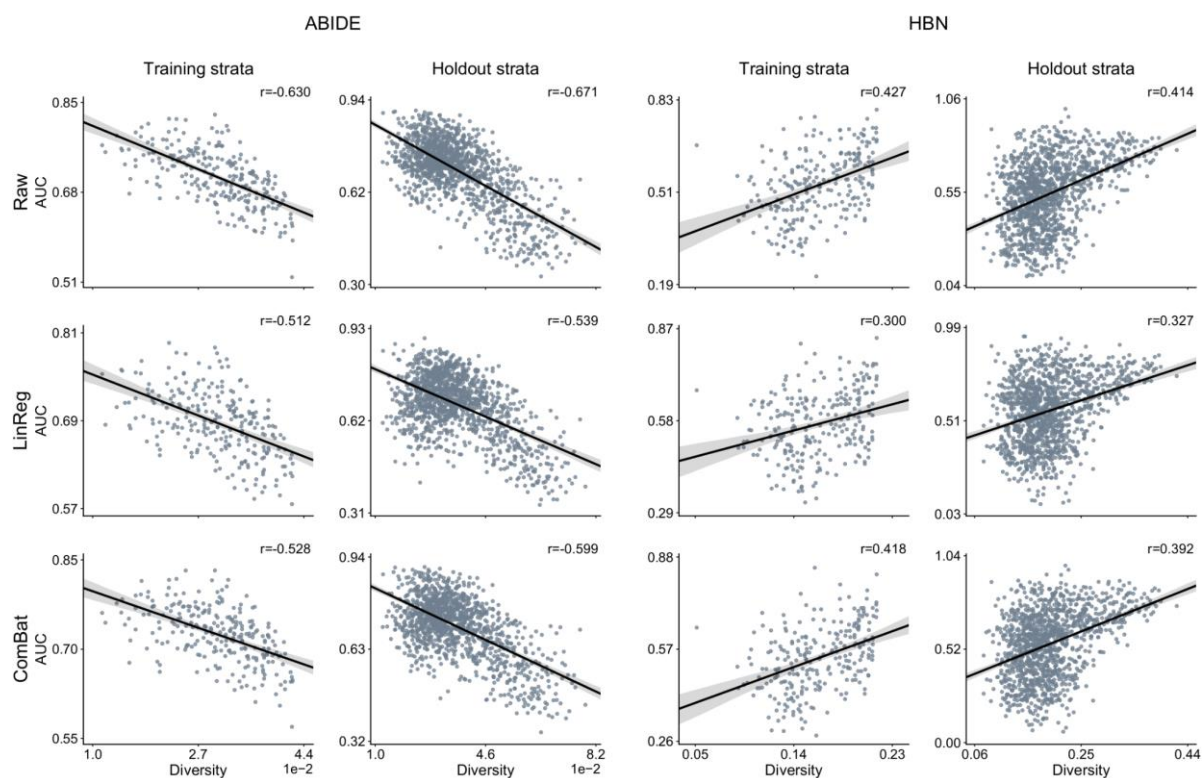 ABIDE HBN
Training strata Holdout strata Training strata Holdout strata
Raw
AUC
r=-0.630
0.85
0.68
0.51
r=-0.671
0.94
0.62
0.30
r=0.427
0.83
0.51
0.19
r=0.414
1.06
0.55
0.04
LinReg
AUC
r=-0.512
0.81
0.69
0.57
r=-0.539
0.93
0.62
0.31
r=0.300
0.87
0.58
0.29
r=0.327
0.99
0.51
0.03
ComBat
AUC
r=-0.528
0.85
0.70
0.55
r=-0.599
0.94
0.63
0.32
r=0.418
0.88
0.57
0.26
r=0.392
1.04
0.52
0.00
1.0 2.7 4.4
Diversity 1e-2
1.0 4.6 8.2
Diversity 1e-2
0.05 0.14 0.23
Diversity
0.06 0.25 0.44
Diversity